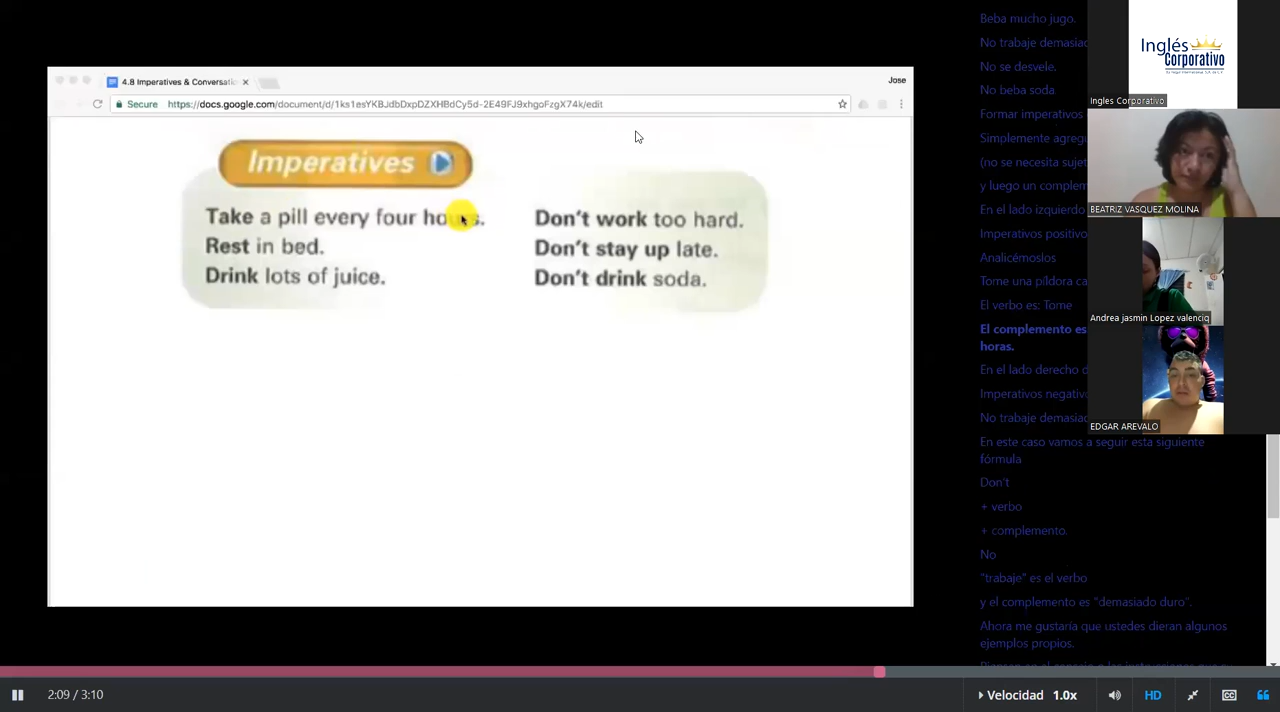 4.8 Imperatives & Conversatio
Jose
Secure
https://docs.google.com/document/d/1ks1esYKBJdbDxpDZXHBdCy5d-2E49FJ9xhgoFzgX74k/edit
Imperatives
Take a pill every four hours.
Rest in bed.
Drink lots of juice.
Don't work too hard.
Don't stay up late.
Don't drink soda.
Beba mucho jugo.
No trabaje demasiad
No se desvele.
No beba soda
Formar imperativos
Simplemente agreg
(no se necesita sujet
y luego un complem
En el lado izquierdo
Imperativos positivo
Analicémoslos
Tome una píldora ca
El verbo es: Tome
El complemento es
horas.
En el lado derecho d
Imperativos negativo
No trabaje demasiad
En este caso vamos a seguir esta siguiente
fórmula
Don't
+ verbo
+ complemento.
No
"trabaje" es el verbo
y el complemento es "demasiado duro".
Ahora me gustaría que ustedes dieran algunos
ejemplos propios.
Inglés
Corporativo
Ingles Corporativo
BEATRIZ VASQUEZ MOLINA
Andrea jasmin Lopez valenciq
EDGAR AREVALO
2:09 / 3:10
Velocidad 1.0x
HD
CC